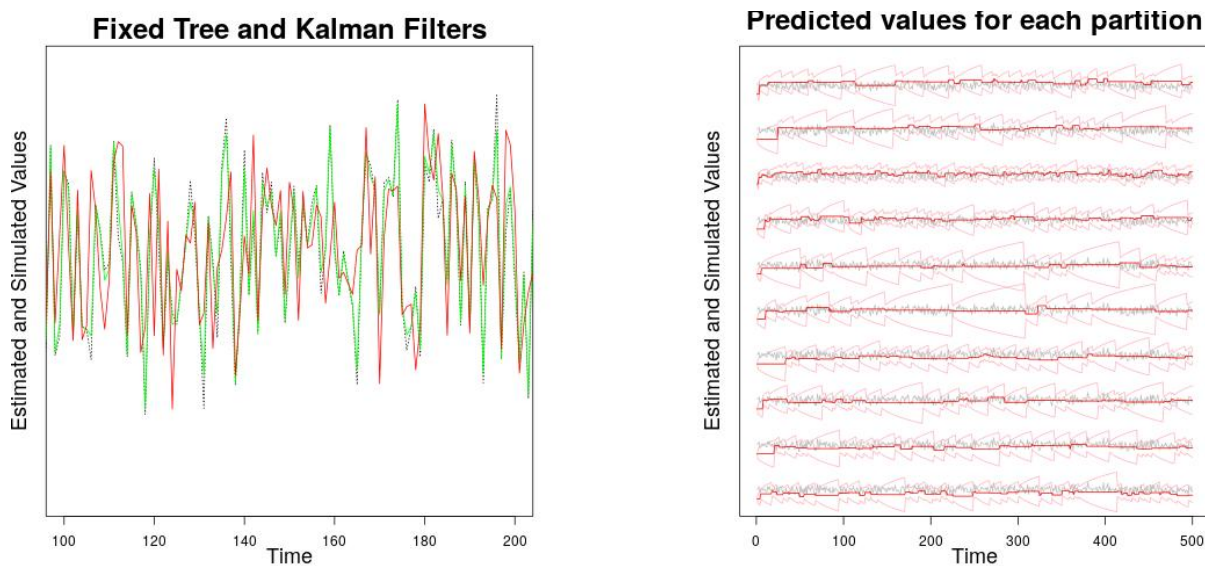 Fixed Tree and Kalman Filters
Estimated and Simulated Values
100 120 140 160 180 200
Time
Predicted values for each partition
Estimated and Simulated Values
0 100 200 300 400 500
Time